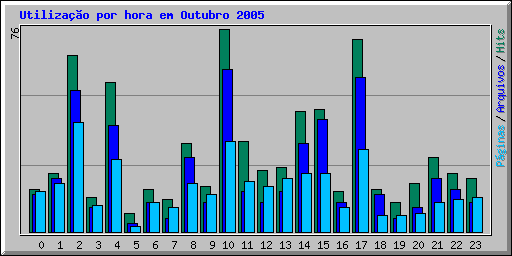 Utilização por hora em Outubro 2005
76
Páginas / Arquivos / Hits
0 1 2 3 4 5 6 7 8 9 10 11 12 13 14 15 16 17 18 19 20 21 22 23